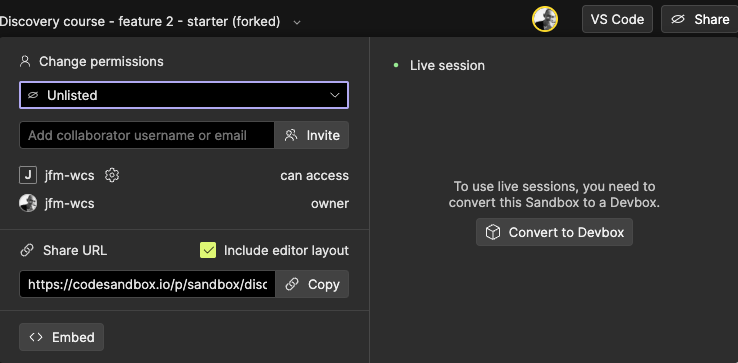 Discovery course - feature 2 - starter (forked)
VS Code
Share
Change permissions
Unlisted
Add collaborator username or email
Invite
J jfm-wcs
can access
jfm-wcs
owner
Share URL
Include editor layout
https://codesandbox.io/p/sandbox/disc
Copy
Embed
Live session
To use live sessions, you need to
convert this Sandbox to a Devbox.
Convert to Devbox